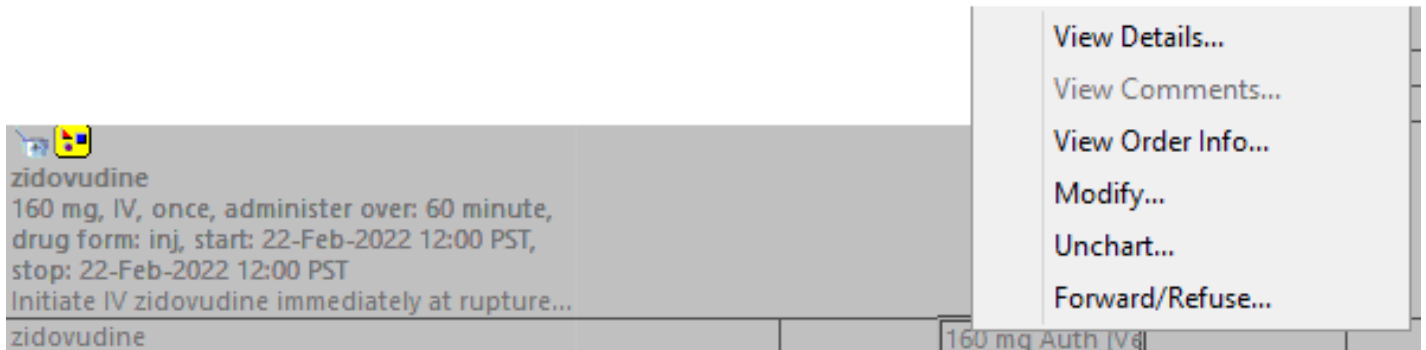 View Details...
View Comments...
View Order Info...
Modify...
Unchart...
Forward/Refuse...
zidovudine
160 mg, IV, once, administer over: 60 minute,
drug form: inj, start: 22-Feb-2022 12:00 PST,
stop: 22-Feb-2022 12:00 PST
Initiate IV zidovudine immediately at rupture...
zidovudine
160 mg Auth (Ve